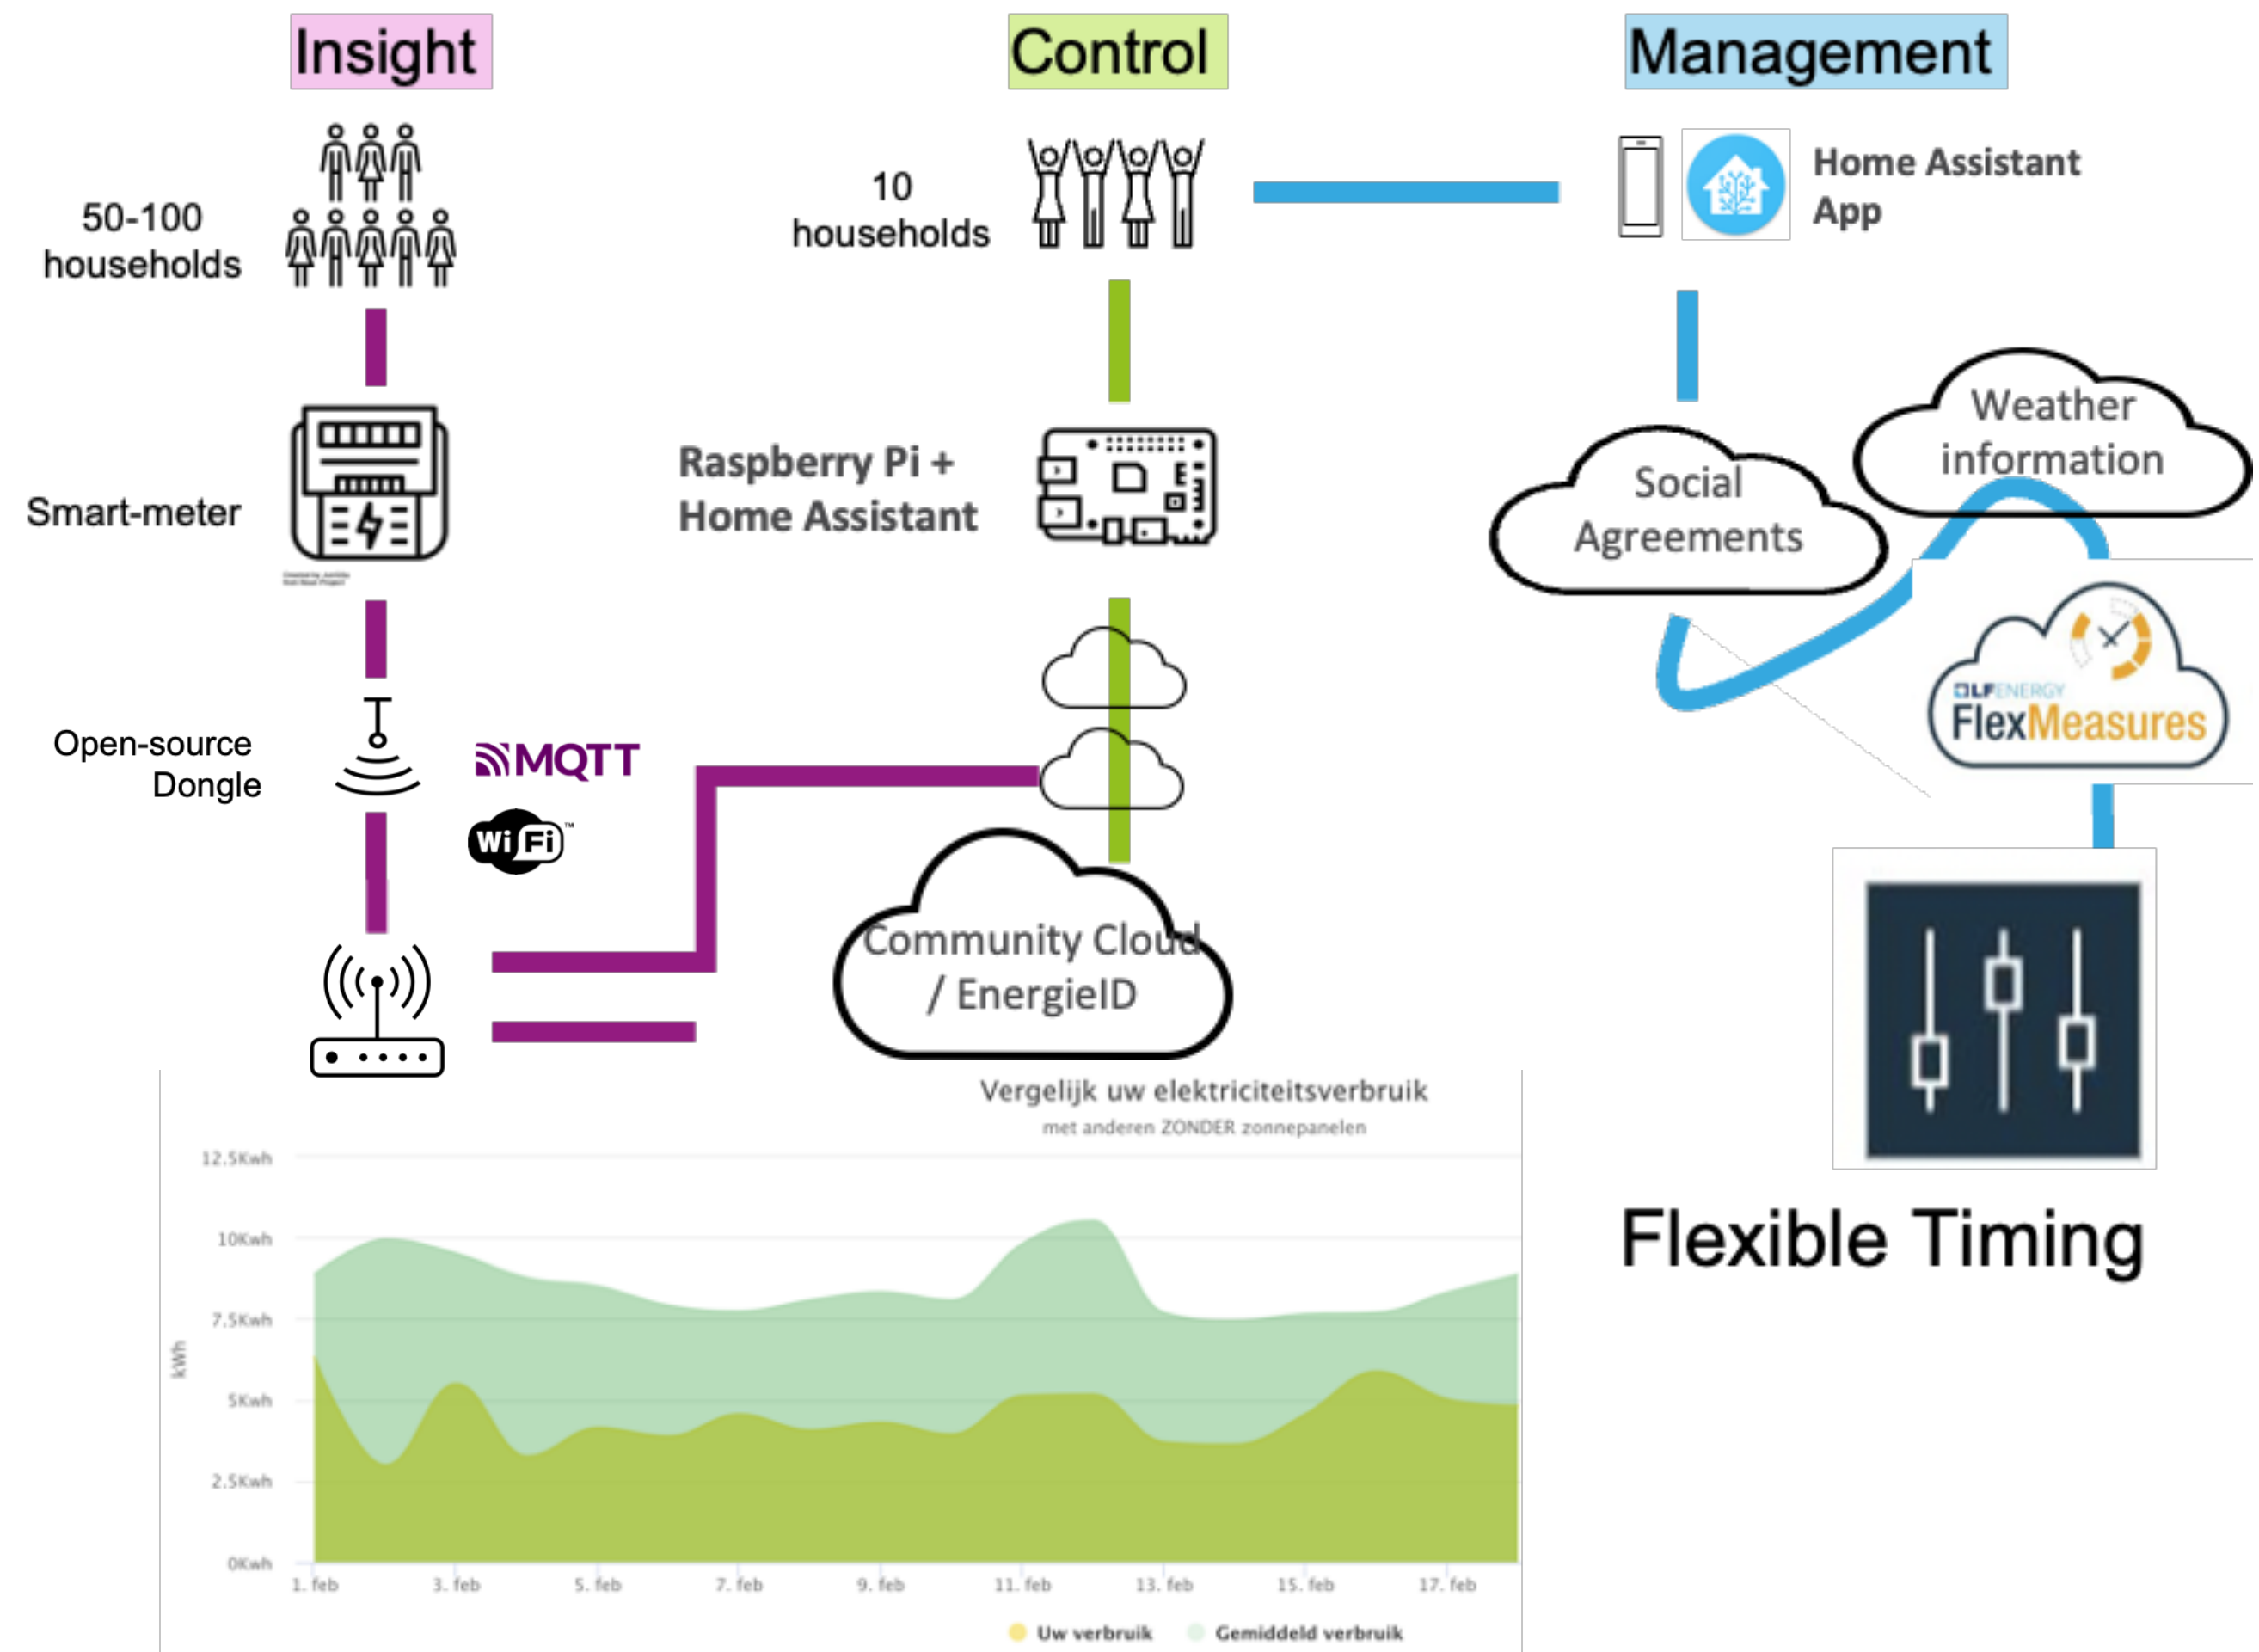 Insight
Control
Management
50-100
households
10
households
Home Assistant
App
Smart-meter
Raspberry Pi +
Home Assistant
Social
Agreements
Weather
information
Open-source
Dongle
MQTT
Wi Fi™
LFENERGY
FlexMeasures
Community Cloud
/ EnergieID
Flexible Timing
Vergelijk uw elektriciteitsverbruik
met anderen ZONDER zonnepanelen
kWh
12.5Kwh
10Kwh
7.5Kwh
5Kwh
2.5Kwh
0Kwh
1. feb 3. feb 5. feb 7. feb 9. feb 11. feb 13. feb 15. feb 17. feb
Uw verbruik Gemiddeld verbruik